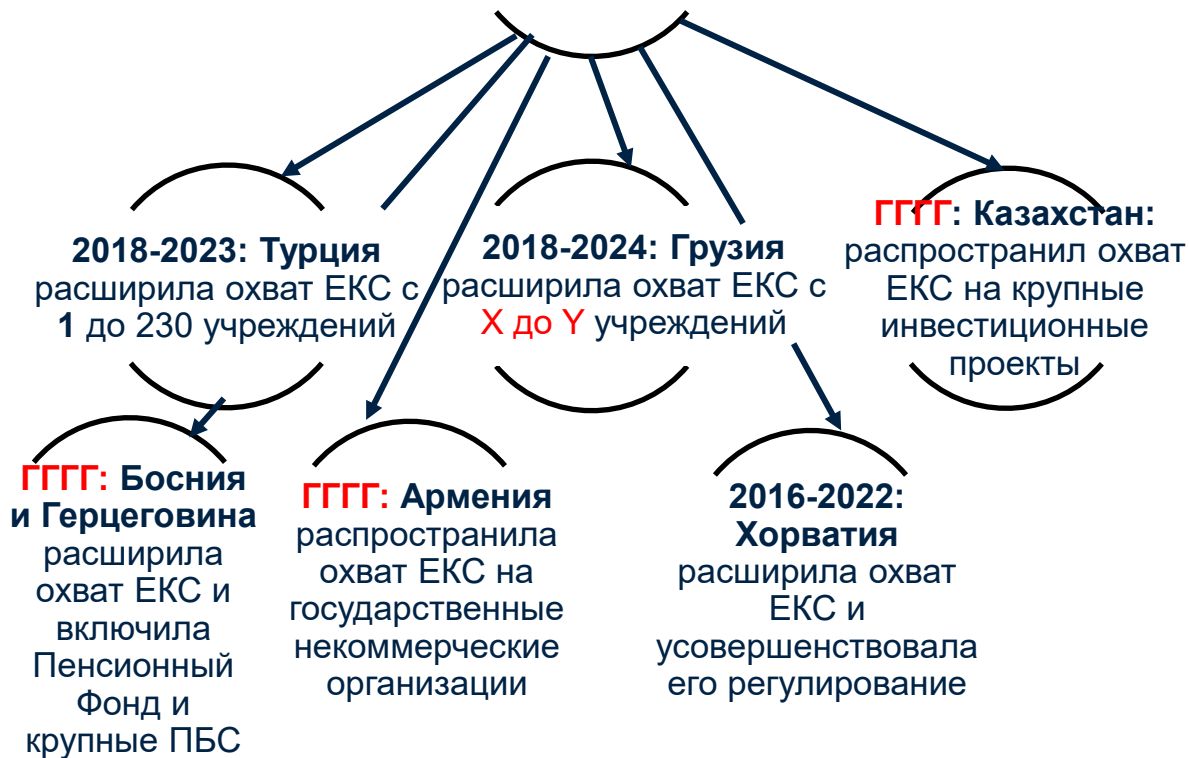 2018-2023: Турция
расширила охват ЕКС с
1 до 230 учреждений
2018-2024: Грузия
расширила охват ЕКС с
X до Y учреждений
ГГГГ: Казахстан:
распространил охват
ЕКС на крупные
инвестиционные
проекты
ГГГГ: Босния
и Герцеговина
расширила
охват ЕКС и
включила
Пенсионный
Фонд и
крупные ПБС
ГГГГ: Армения
распространила
охват ЕКС на
государственные
некоммерческие
организации
2016-2022:
Хорватия
расширила охват
ЕКС и
усовершенствовала
его регулирование